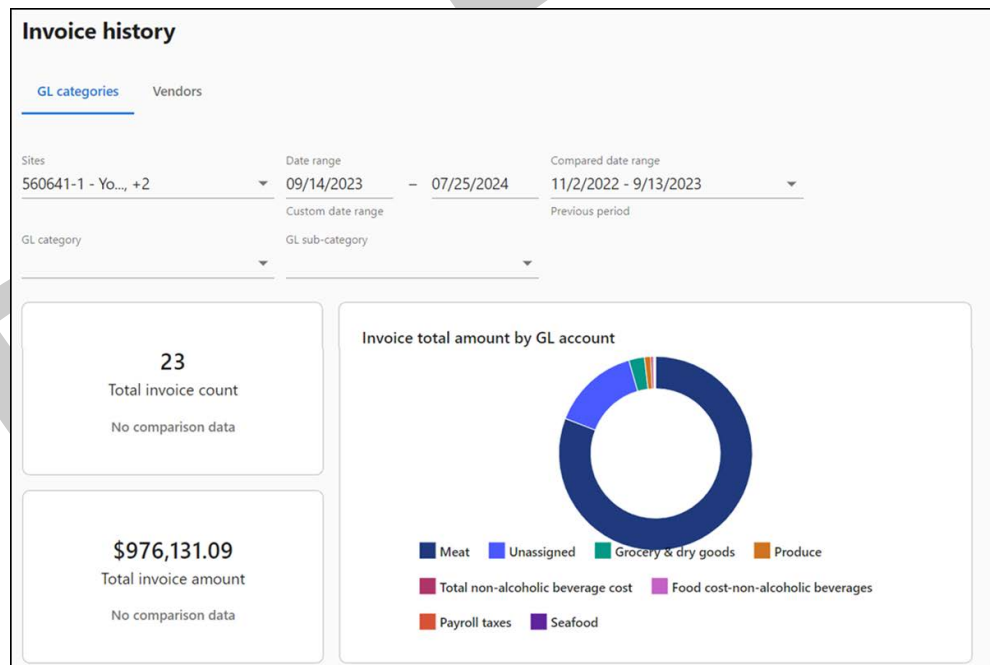 Invoice history
GL categories Vendors
Sites Date range Compared date range
560641-1 - Yo..., +2 09/14/2023 – 07/25/2024 11/2/2022 - 9/13/2023
Custom date range Previous period
GL category GL sub-category
23
Total invoice count
No comparison data
$976,131.09
Total invoice amount
No comparison data
Invoice total amount by GL account
Meat Unassigned Grocery & dry goods Produce
Total non-alcoholic beverage cost Food cost-non-alcoholic beverages
Payroll taxes Seafood